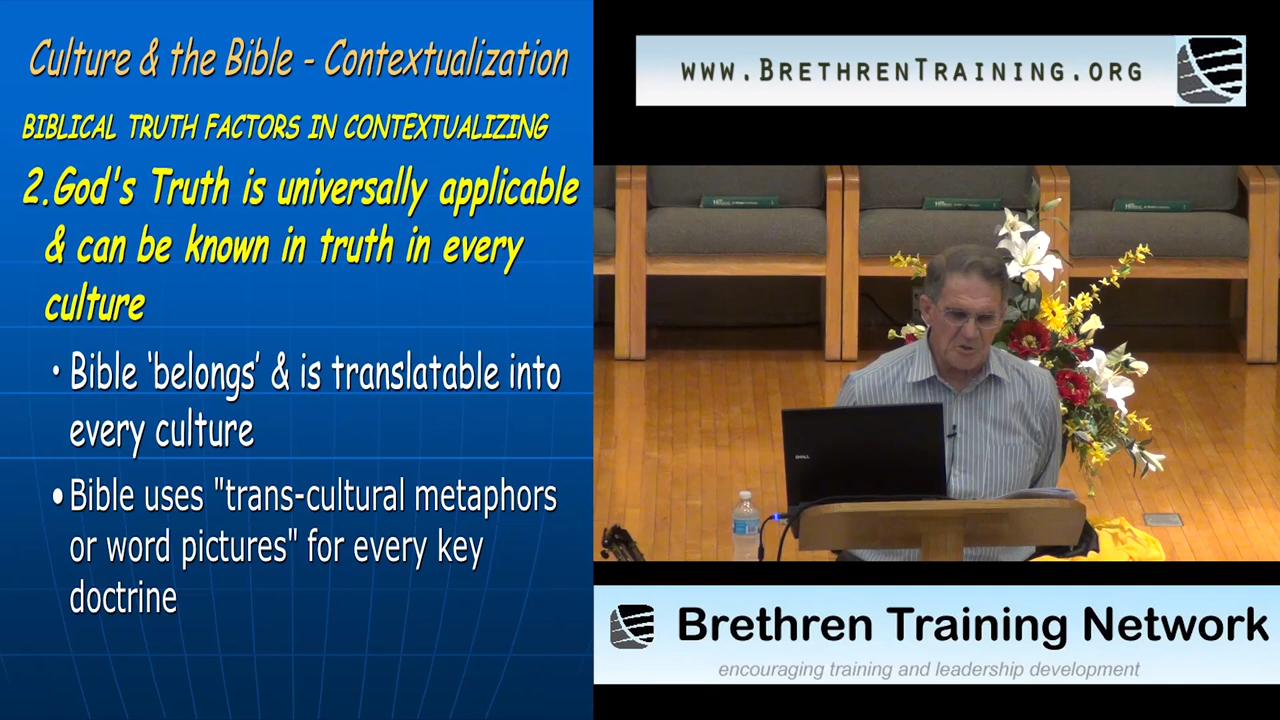 Culture & the Bible - Contextualization
BIBLICAL TRUTH FACTORS IN CONTEXTUALIZING
2.God's Truth is universally applicable
& can be known in truth in every
culture
• Bible ‘belongs’ & is translatable into
every culture
• Bible uses "trans-cultural metaphors
or word pictures" for every key
doctrine
www.BrethrenTraining.org
DELL
Brethren Training Network
encouraging training and leadership development